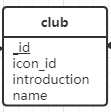 club
_id
icon_id
introduction
name